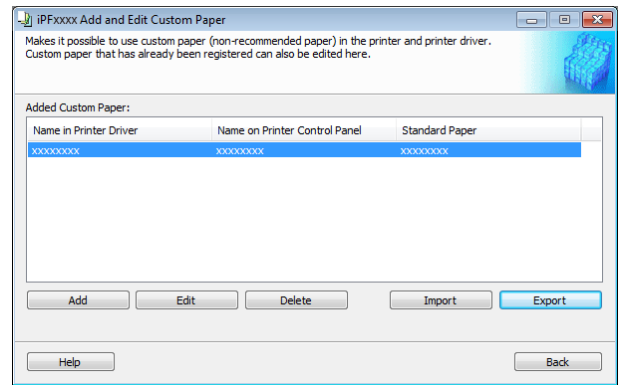 iPFxxxx Add and Edit Custom Paper
Makes it possible to use custom paper (non-recommended paper) in the printer and printer driver.
Custom paper that has already been registered can also be edited here.
Added Custom Paper:
Name in Printer Driver Name on Printer Control Panel Standard Paper
xxxxxxxx xxxxxxxx xxxxxxxx
Add Edit Delete Import Export
Help Back